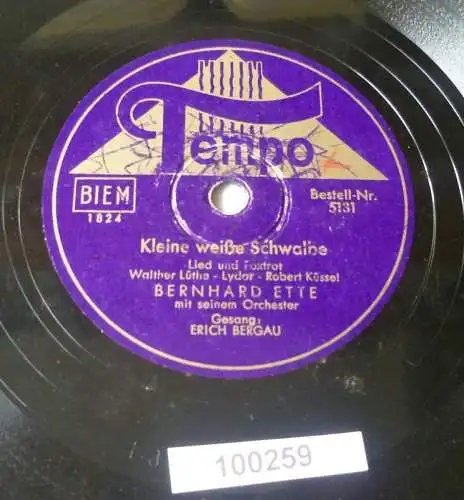 Tempo
BIEM
1824
Bestell-Nr.
5131
Kleine weiße Schwalbe
Lied und Foxtrot
Walther Lüthe - Lydor - Robert Küssel
BERNHARD ETTE
mit seinem Orchester
Gesang:
ERICH BERGAU
100259